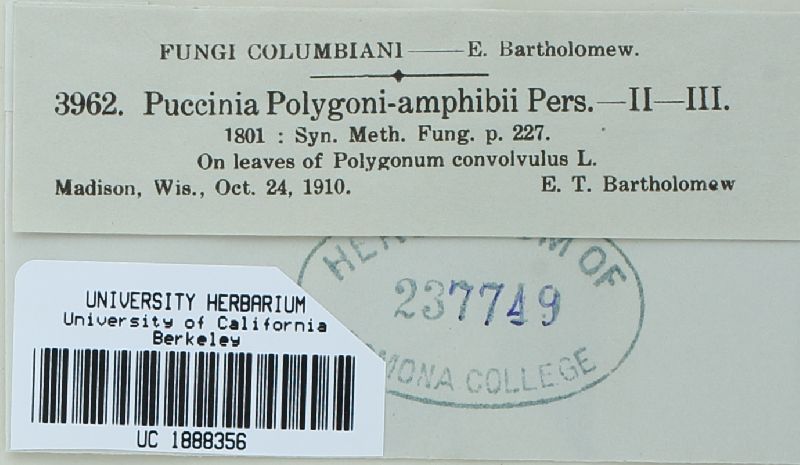 FUNGI COLUMBIANI——E. Bartholomew.
3962. Puccinia Polygoni-amphibii Pers.—II—III.
1801 : Syn. Meth. Fung. p. 227.
On leaves of Polygonum convolvulus L.
Madison, Wis., Oct. 24, 1910. E. T. Bartholomew
OF
237749
COLLEGE
UNIVERSITY HERBARIUM
University of California
Berkeley
UC 1888356